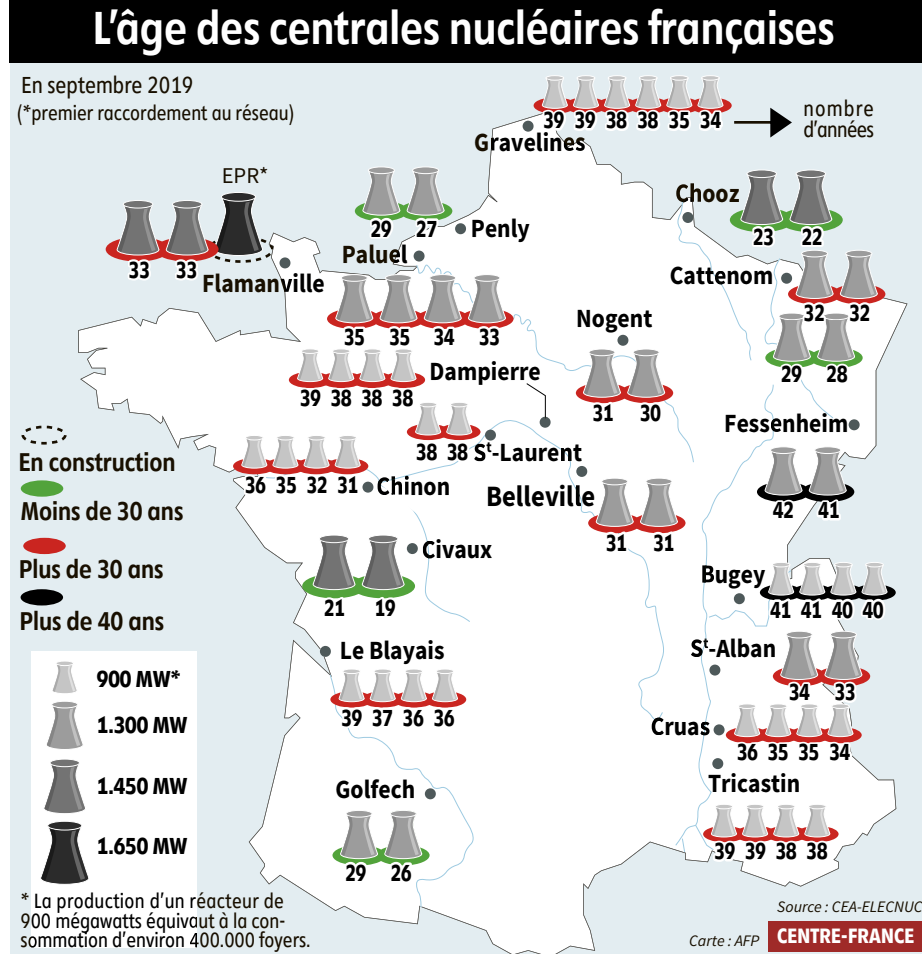 L'âge des centrales nucléaires françaises
En septembre 2019
(*premier raccordement au réseau)
39 39 38 38 35 34
nombre
d'années
Gravelines
EPR*
33 33
Flamanville
29 27
Penly
Paluel
35 35 34 33
Chooz
23 22
Cattenom
32 32
29 28
Nogent
31 30
Dampierre
39 38 38 38
38 38
St-Laurent
Fessenheim
42 41
36 35 32 31
Chinon
Belleville
31 31
En construction
Moins de 30 ans
Plus de 30 ans
Plus de 40 ans
Civaux
21 19
Bugey
41 41 40 40
Le Blayais
39 37 36 36
St-Alban
34 33
Cruas
36 35 35 34
Tricastin
39 39 38 38
Golfech
29 26
900 MW*
1.300 MW
1.450 MW
1.650 MW
* La production d'un réacteur de
900 mégawatts équivaut à la con-
sommation d'environ 400.000 foyers.
Source : CEA-ELECNUC
Carte : AFP
CENTRE-FRANCE